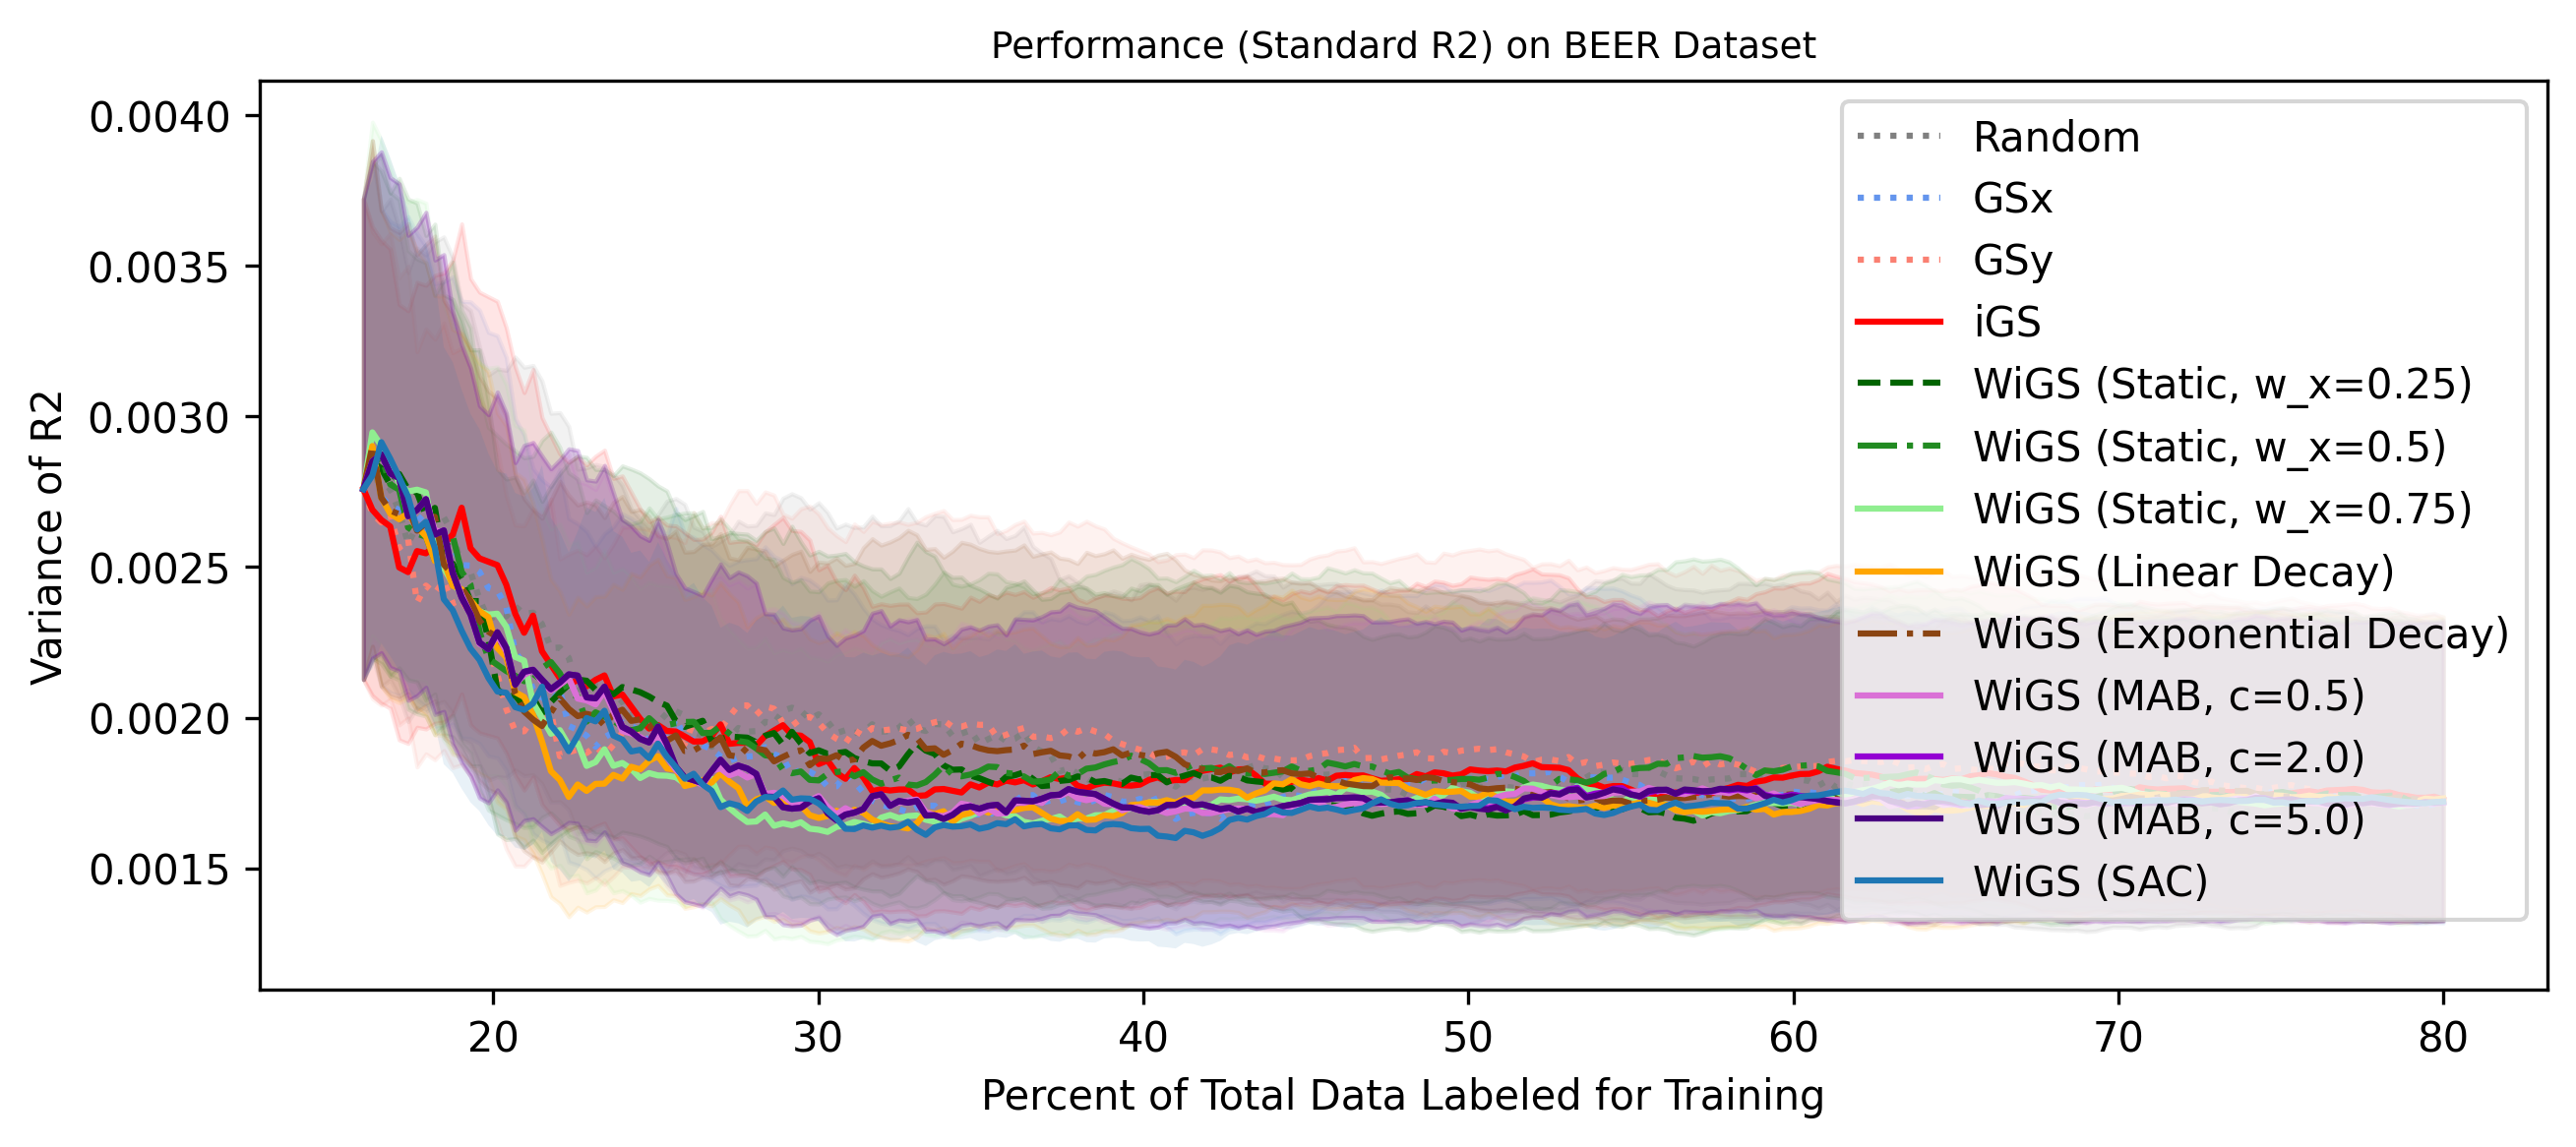 Performance (Standard R2) on BEER Dataset
Variance of R2
0.0040
0.0035
0.0030
0.0025
0.0020
0.0015
Random
GSx
GSy
iGS
WiGS (Static, w_x=0.25)
WiGS (Static, w_x=0.5)
WiGS (Static, w_x=0.75)
WiGS (Linear Decay)
WiGS (Exponential Decay)
WiGS (MAB, c=0.5)
WiGS (MAB, c=2.0)
WiGS (MAB, c=5.0)
WiGS (SAC)
20 30 40 50 60 70 80
Percent of Total Data Labeled for Training